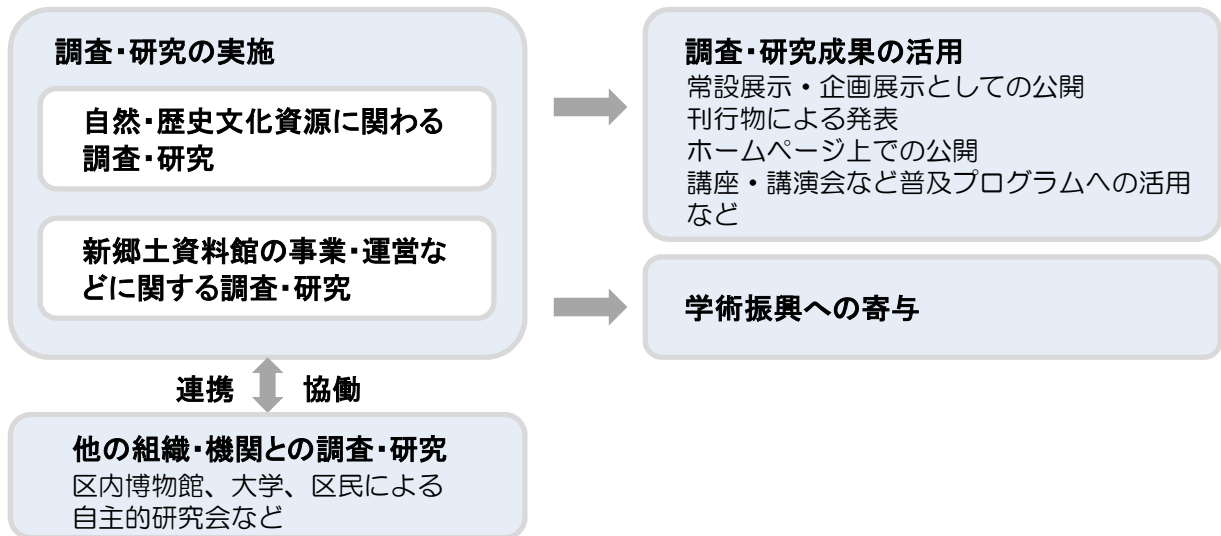 調査・研究の実施
自然・歴史文化資源に関わる
調査・研究
新郷土資料館の事業・運営な
どに関する調査・研究
連携
協働
他の組織・機関との調査・研究
区内博物館、大学、区民による
自主的研究会など
調査・研究成果の活用
常設展示・企画展示としての公開
刊行物による発表
ホームページ上での公開
講座・講演会など普及プログラムへの活用
など
学術振興への寄与